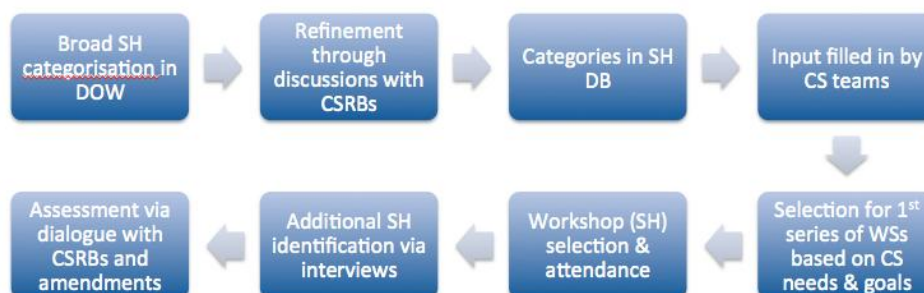 Broad SH
categorisation in
DOW
Refinement
through
discussions with
CSRBs
Categories in SH
DB
Input filled in by
CS teams
Selection for 1st
series of WSs
based on CS
needs & goals
Workshop (SH)
selection &
attendance
Additional SH
identification via
interviews
Assessment via
dialogue with
CSRBs and
amendments